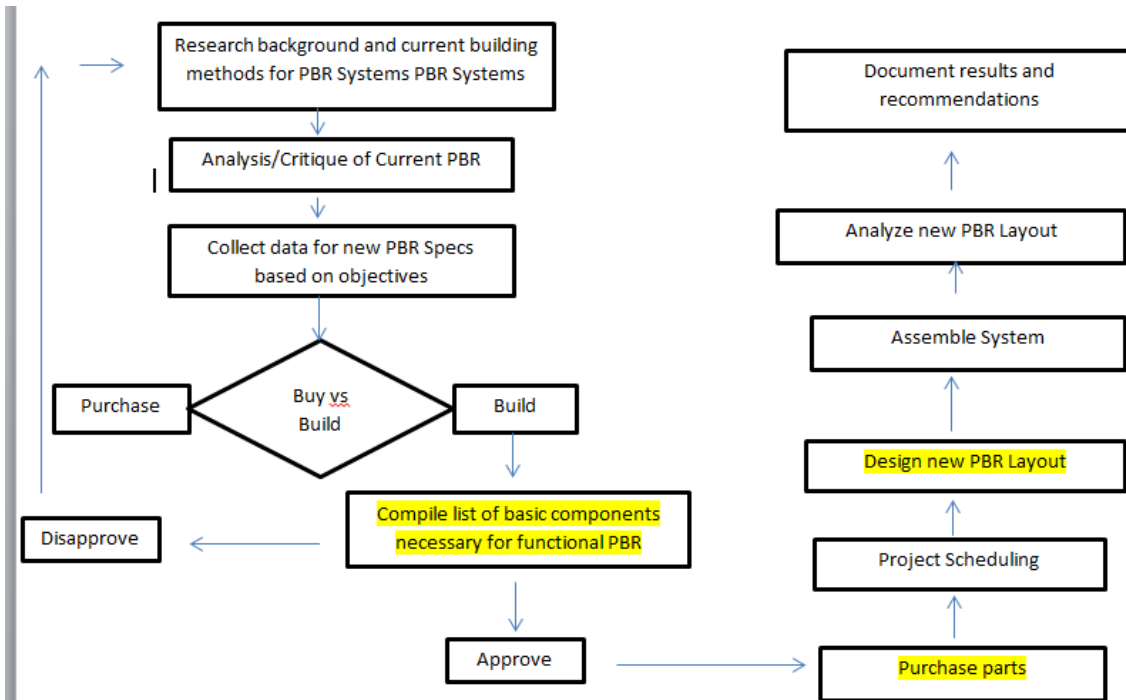 Research background and current building
methods for PBR Systems PBR Systems
Analysis/Critique of Current PBR
Collect data for new PBR Specs
based on objectives
Buy vs
Build
Purchase
Build
Compile list of basic components
necessary for functional PBR
Disapprove
Approve
Purchase parts
Project Scheduling
Design new PBR Layout
Assemble System
Analyze new PBR Layout
Document results and
recommendations